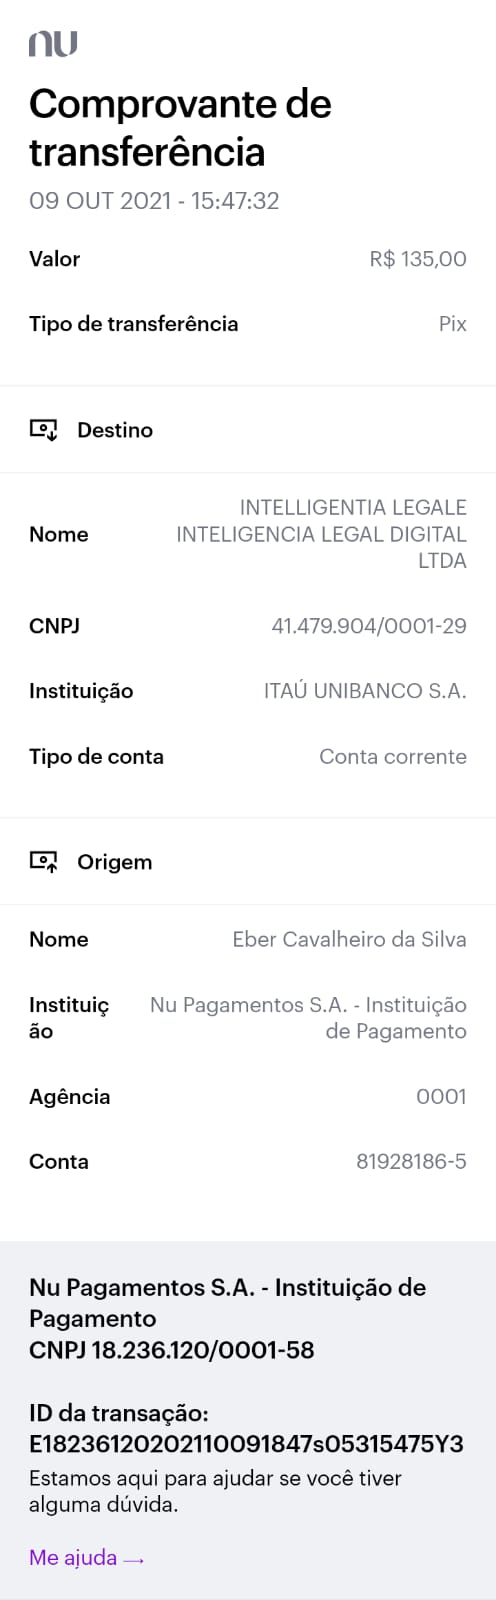 nu
Comprovante de
transferência
09 OUT 2021 - 15:47:32
Valor R$ 135,00
Tipo de transferência Pix
Destino
INTELLIGENTIA LEGALE
Nome INTELIGENCIA LEGAL DIGITAL
LTDA
CNPJ 41.479.904/0001-29
Instituição ITAÚ UNIBANCO S.A.
Tipo de conta Conta corrente
Origem
Nome Eber Cavalheiro da Silva
Instituiç Nu Pagamentos S.A. - Instituição
ão de Pagamento
Agência 0001
Conta 81928186-5
Nu Pagamentos S.A. - Instituição de
Pagamento
CNPJ 18.236.120/0001-58
ID da transação:
E18236120202110091847s05315475Y3
Estamos aqui para ajudar se você tiver
alguma dúvida.
Me ajuda →